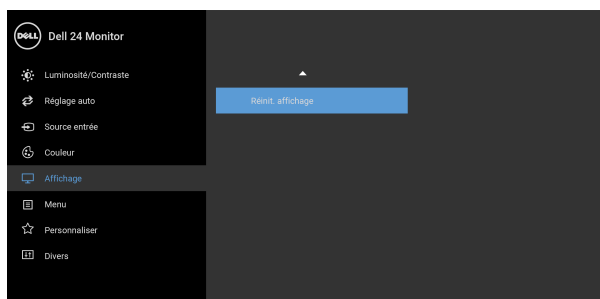 DELL
Dell 24 Monitor
Luminosité/Contraste
Réglage auto
Source entrée
Couleur
Affichage
Menu
Personnaliser
Divers
Réinit. affichage